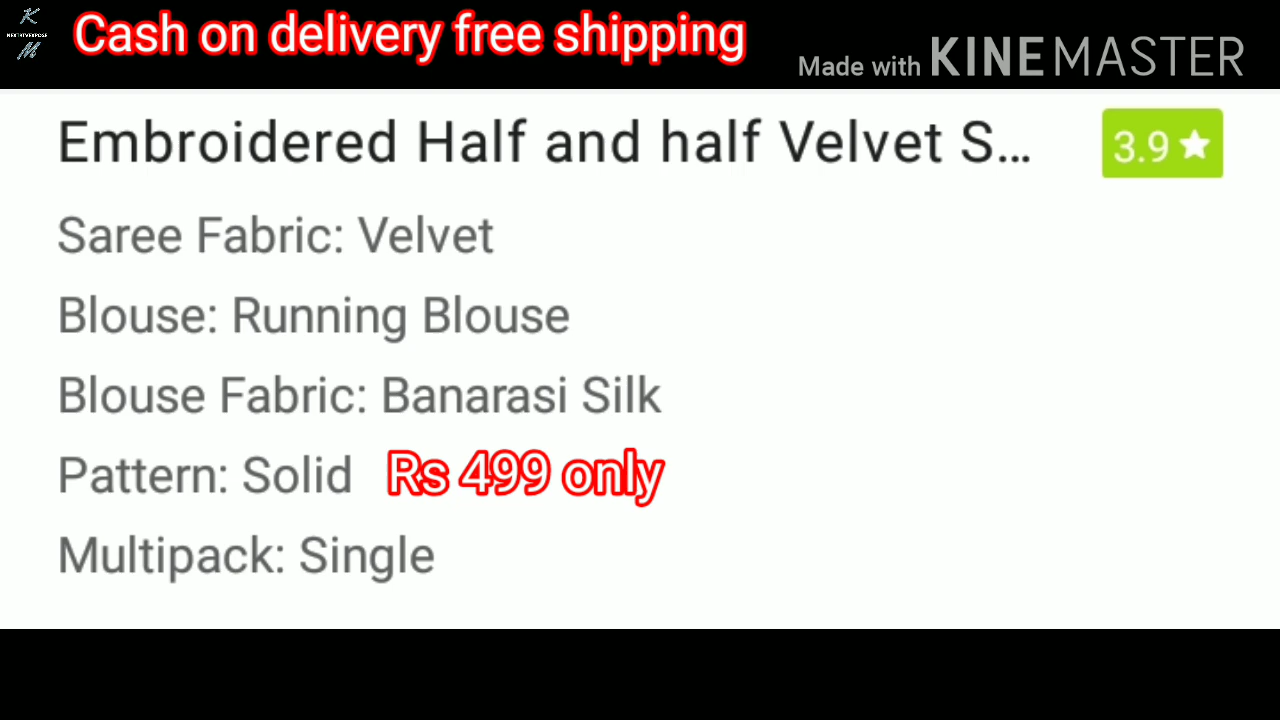 Cash on delivery free shipping
Made with KINEMASTER
Embroidered Half and half Velvet S...
3.9
Saree Fabric: Velvet
Blouse: Running Blouse
Blouse Fabric: Banarasi Silk
Pattern: Solid Rs 499 only
Multipack: Single